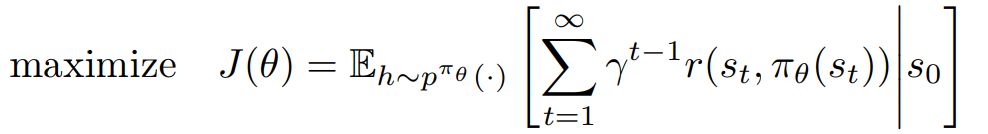 maximize J(θ) = 𝔼_{h∼p^{π_θ}(·)} [ ∑_{t=1}^{∞} γ^{t−1} r(s_t, π_θ(s_t)) | s_0 ]